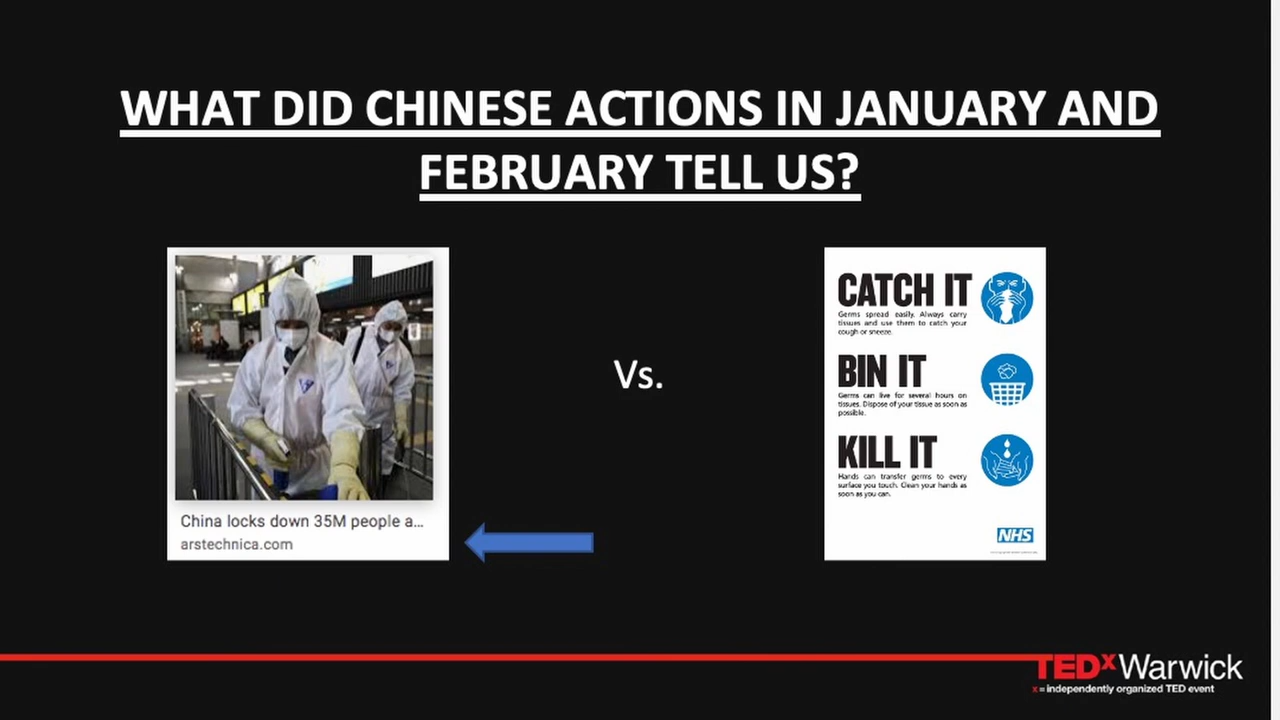 WHAT DID CHINESE ACTIONS IN JANUARY AND
FEBRUARY TELL US?
China locks down 35M people a...
arstechnica.com
Vs.
CATCH IT
Germs spread easily. Always carry
tissues and use them to catch your
cough or sneeze.
BIN IT
Germs can live for several hours on
tissues. Dispose of your tissue as soon as
possible.
KILL IT
Hands can transfer germs to every
surface you touch. Clean your hands as
soon as you can.
NHS
TEDxWarwick
x = independently organized TED event